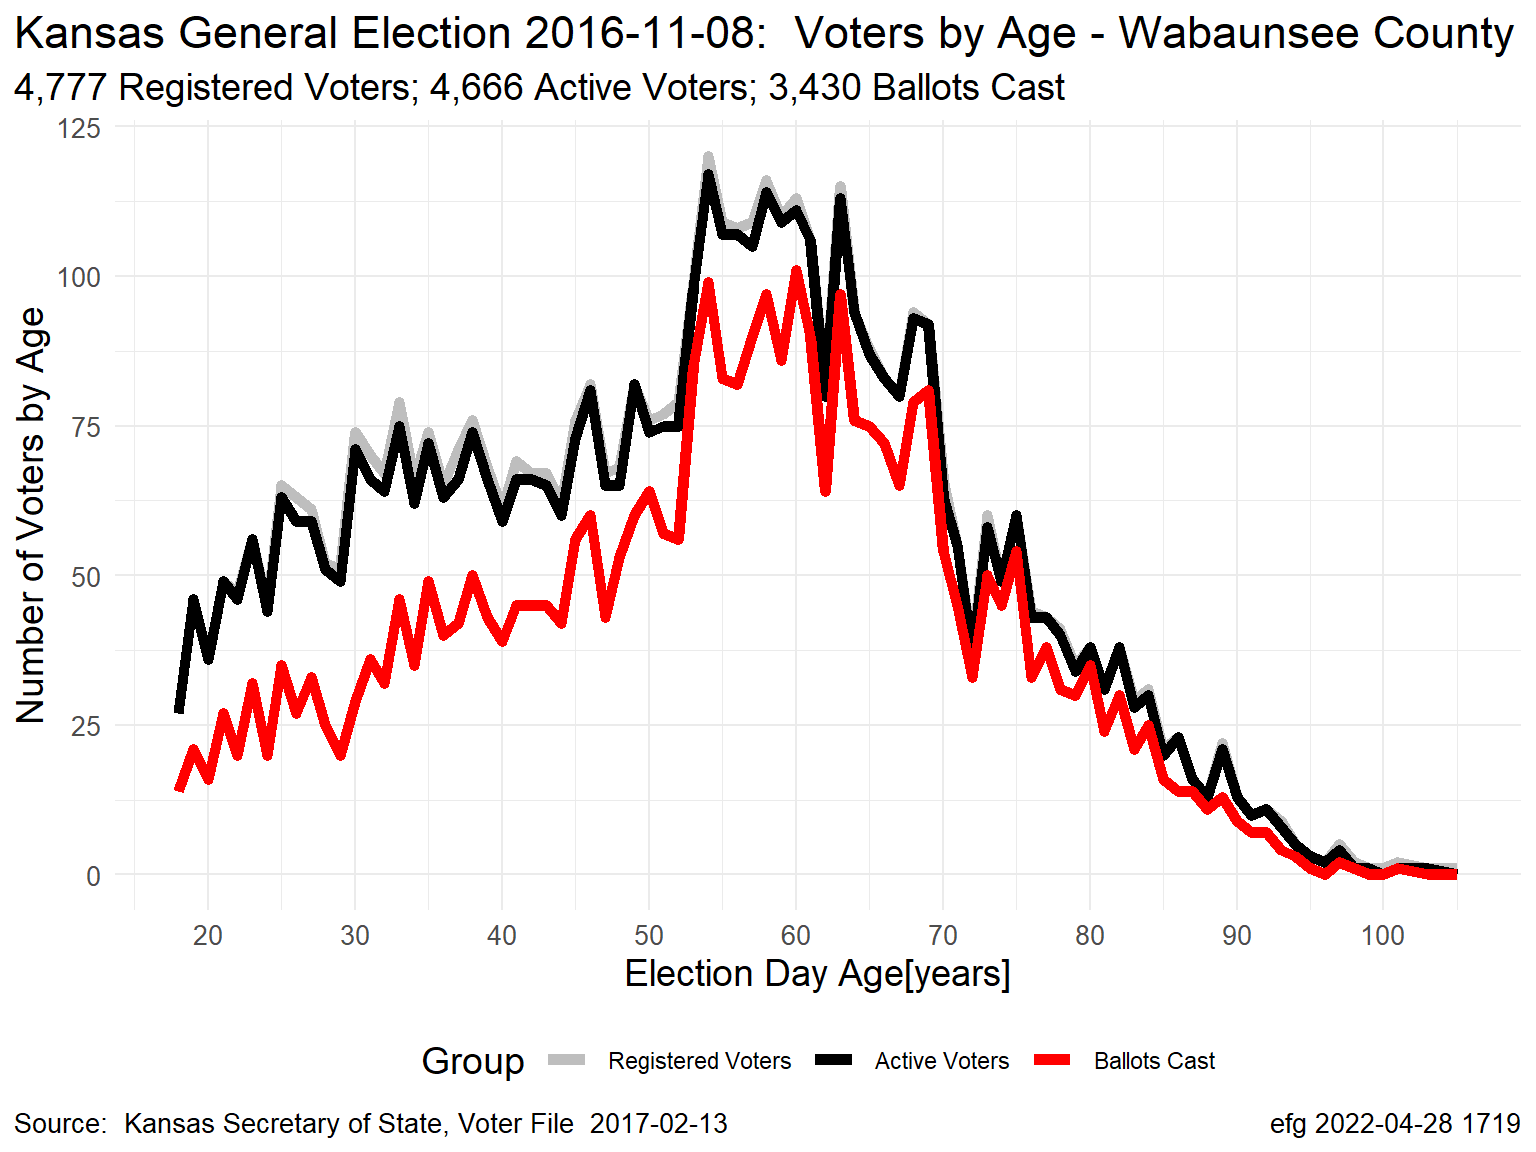 Kansas General Election 2016-11-08:  Voters by Age - Wabaunsee County
4,777 Registered Voters; 4,666 Active Voters; 3,430 Ballots Cast
Number of Voters by Age
125
100
75
50
25
0
20 30 40 50 60 70 80 90 100
Election Day Age[years]
Group Registered Voters Active Voters Ballots Cast
Source:  Kansas Secretary of State, Voter File  2017-02-13
efg 2022-04-28 1719